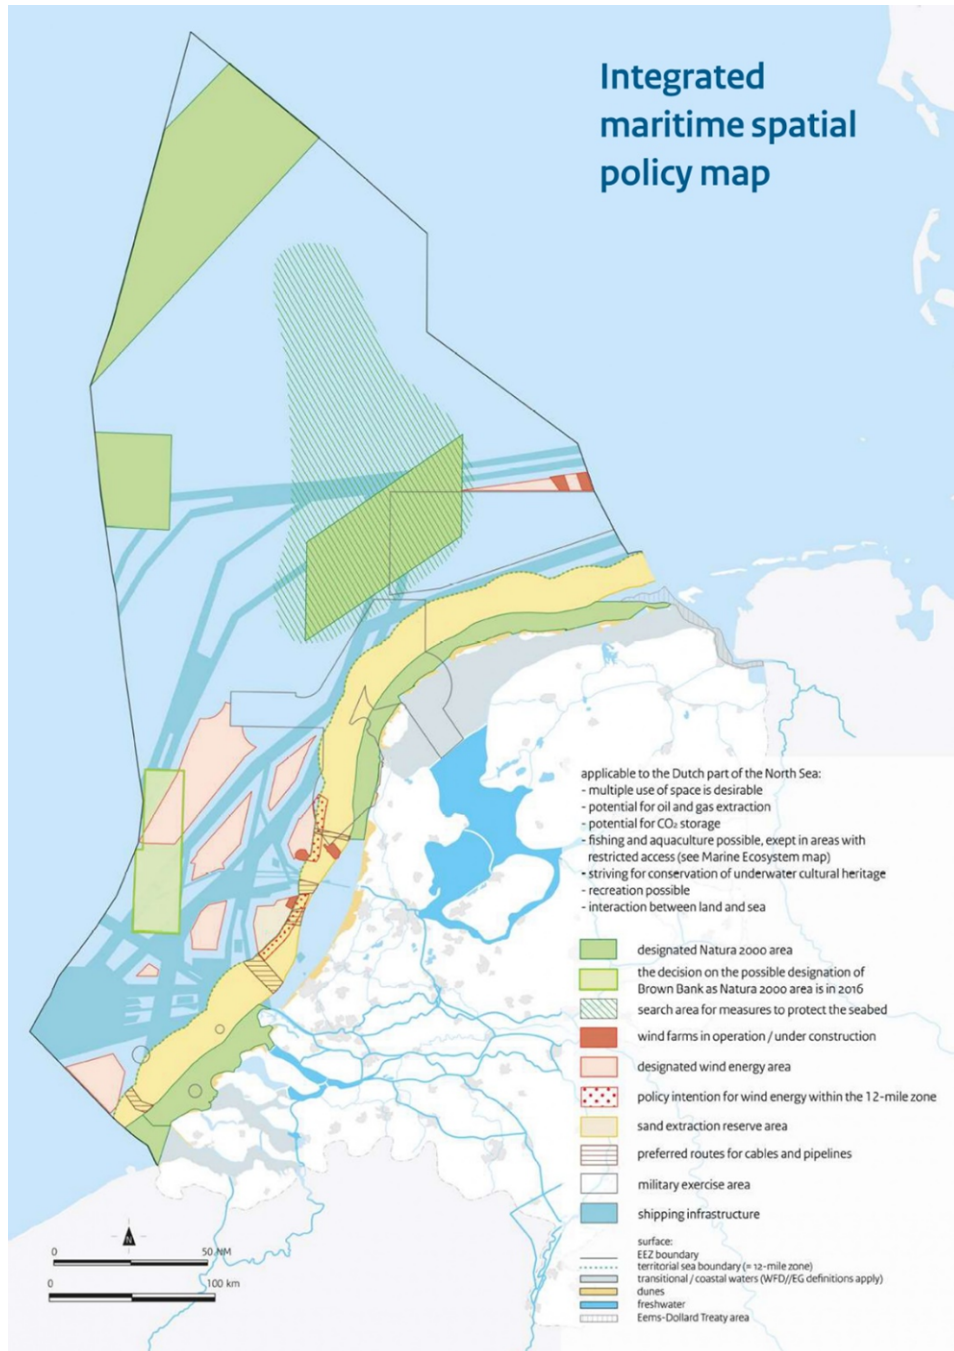 Integrated
maritime spatial
policy map
applicable to the Dutch part of the North Sea:
- multiple use of space is desirable
- potential for oil and gas extraction
- potential for CO₂ storage
- fishing and aquaculture possible, exept in areas with
restricted access (see Marine Ecosystem map)
- striving for conservation of underwater cultural heritage
- recreation possible
- interaction between land and sea
designated Natura 2000 area
the decision on the possible designation of
Brown Bank as Natura 2000 area is in 2016
search area for measures to protect the seabed
wind farms in operation / under construction
designated wind energy area
policy intention for wind energy within the 12-mile zone
sand extraction reserve area
preferred routes for cables and pipelines
military exercise area
shipping infrastructure
surface:
EEZ boundary
territorial sea boundary (= 12-mile zone)
transitional / coastal waters (WFD//EG definitions apply)
dunes
freshwater
Eems-Dollard Treaty area
N
0 50 NM
0 100 km